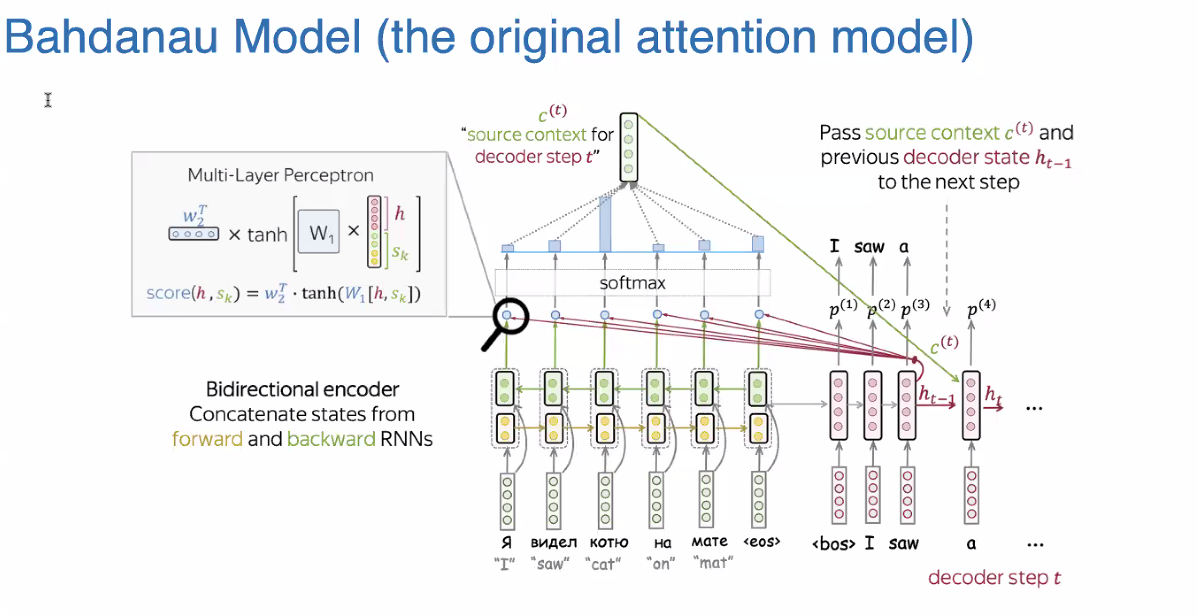 Bahdanau Model (the original attention model)
c^(t)
"source context for
decoder step t"
Pass source context c^(t) and
previous decoder state h_{t-1}
to the next step
Multi-Layer Perceptron
w_2^T
× tanh
W_1
×
h
s_k
score(h, s_k) = w_2^T · tanh(W_1[h, s_k])
softmax
I saw a
p^(1) p^(2) p^(3) p^(4)
c^(t)
Bidirectional encoder
Concatenate states from
forward and backward RNNs
h_{t-1}
h_t
...
Я видел котю на мате <eos>
"I" "saw" "cat" "on" "mat"
<bos> I saw a ...
decoder step t